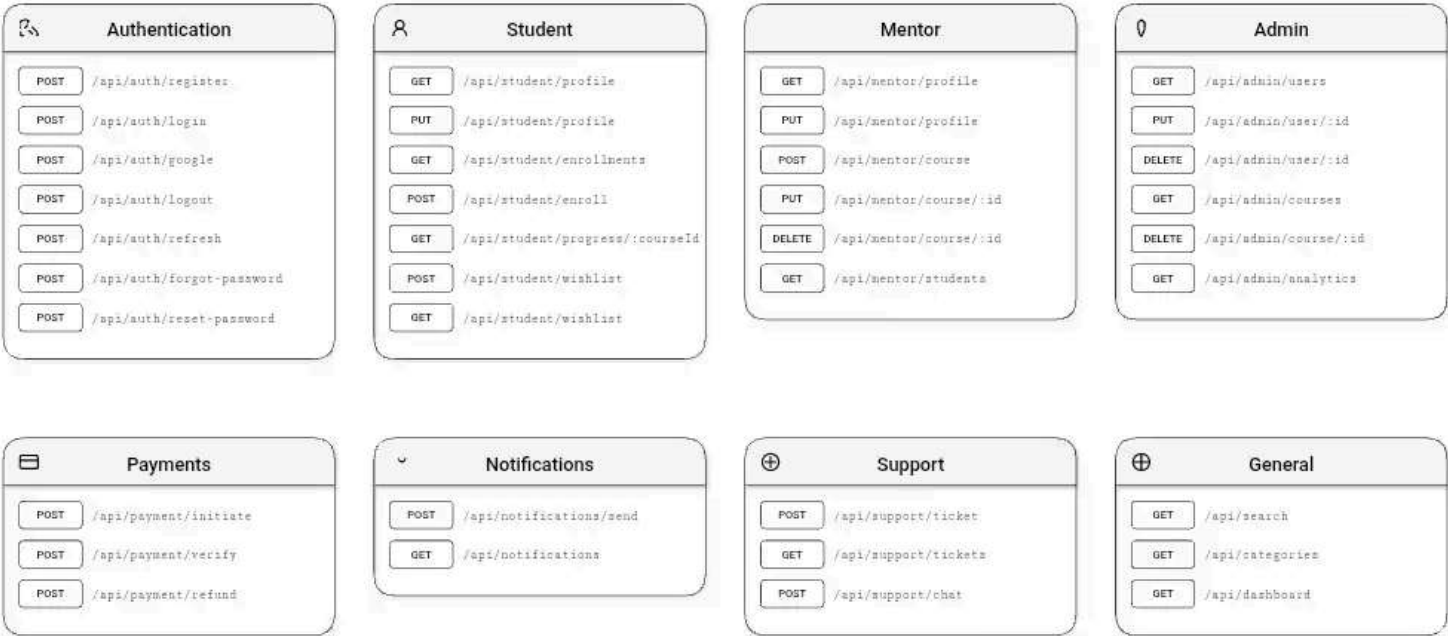 Authentication
POST /api/auth/register
POST /api/auth/login
POST /api/auth/google
POST /api/auth/logout
POST /api/auth/refresh
POST /api/auth/forgot-password
POST /api/auth/reset-password
Student
GET /api/student/profile
PUT /api/student/profile
GET /api/student/enrollments
POST /api/student/enroll
GET /api/student/progress/:courseId
POST /api/student/wishlist
GET /api/student/wishlist
Mentor
GET /api/mentor/profile
PUT /api/mentor/profile
POST /api/mentor/course
PUT /api/mentor/course/:id
DELETE /api/mentor/course/:id
GET /api/mentor/students
Admin
GET /api/admin/users
PUT /api/admin/user/:id
DELETE /api/admin/user/:id
GET /api/admin/courses
DELETE /api/admin/course/:id
GET /api/admin/analytics
Payments
POST /api/payment/initiate
POST /api/payment/verify
POST /api/payment/refund
Notifications
POST /api/notifications/send
GET /api/notifications
Support
POST /api/support/ticket
GET /api/support/tickets
POST /api/support/chat
General
GET /api/search
GET /api/categories
GET /api/dashboard